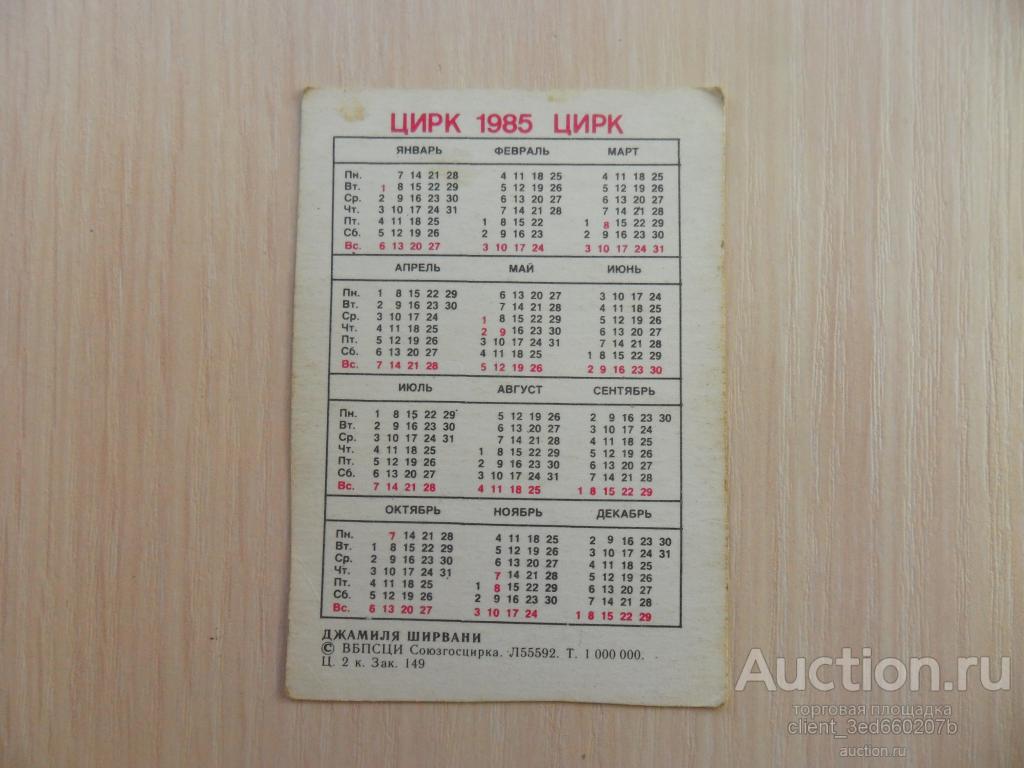 ЦИРК 1985 ЦИРК
ЯНВАРЬ ФЕВРАЛЬ МАРТ
Пн. 7 14 21 28 4 11 18 25 4 11 18 25
Вт. 1 8 15 22 29 5 12 19 26 5 12 19 26
Ср. 2 9 16 23 30 6 13 20 27 6 13 20 27
Чт. 3 10 17 24 31 7 14 21 28 7 14 21 28
Пт. 4 11 18 25 1 8 15 22 1 8 15 22 29
Сб. 5 12 19 26 2 9 16 23 2 9 16 23 30
Вс. 6 13 20 27 3 10 17 24 3 10 17 24 31
АПРЕЛЬ МАЙ ИЮНЬ
Пн. 1 8 15 22 29 6 13 20 27 3 10 17 24
Вт. 2 9 16 23 30 7 14 21 28 4 11 18 25
Ср. 3 10 17 24 1 8 15 22 29 5 12 19 26
Чт. 4 11 18 25 2 9 16 23 30 6 13 20 27
Пт. 5 12 19 26 3 10 17 24 31 7 14 21 28
Сб. 6 13 20 27 4 11 18 25 1 8 15 22 29
Вс. 7 14 21 28 5 12 19 26 2 9 16 23 30
ИЮЛЬ АВГУСТ СЕНТЯБРЬ
Пн. 1 8 15 22 29 5 12 19 26 2 9 16 23 30
Вт. 2 9 16 23 30 6 13 20 27 3 10 17 24
Ср. 3 10 17 24 31 7 14 21 28 4 11 18 25
Чт. 4 11 18 25 1 8 15 22 29 5 12 19 26
Пт. 5 12 19 26 2 9 16 23 30 6 13 20 27
Сб. 6 13 20 27 3 10 17 24 31 7 14 21 28
Вс. 7 14 21 28 4 11 18 25 1 8 15 22 29
ОКТЯБРЬ НОЯБРЬ ДЕКАБРЬ
Пн. 7 14 21 28 4 11 18 25 2 9 16 23 30
Вт. 1 8 15 22 29 5 12 19 26 3 10 17 24 31
Ср. 2 9 16 23 30 6 13 20 27 4 11 18 25
Чт. 3 10 17 24 31 7 14 21 28 5 12 19 26
Пт. 4 11 18 25 1 8 15 22 29 6 13 20 27
Сб. 5 12 19 26 2 9 16 23 30 7 14 21 28
Вс. 6 13 20 27 3 10 17 24 1 8 15 22 29
ДЖАМИЛЯ ШИРВАНИ
© ВБПСЦИ Союзгосцирка. Л55592. Т. 1 000 000.
Ц. 2 к. Зак. 149
Auction.ru
торговая площадка
client_3ed660207b
auction.ru